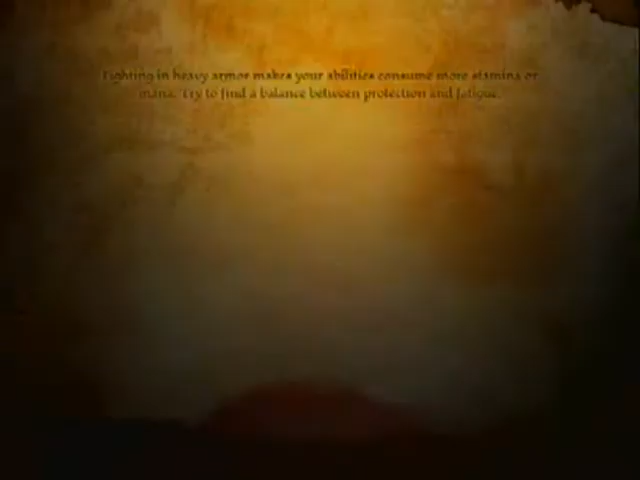 Fighting in heavy armor makes your abilities consume more stamina or
mana. Try to find a balance between protection and fatigue.